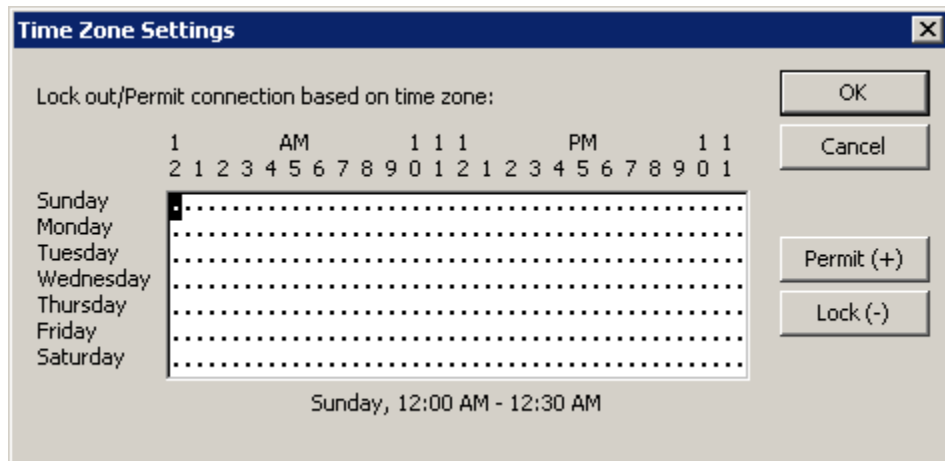 Time Zone Settings
Lock out/Permit connection based on time zone:
OK
Cancel
1 AM 1 1 1 PM 1 1
2 1 2 3 4 5 6 7 8 9 0 1 2 1 2 3 4 5 6 7 8 9 0 1
Sunday
Monday
Tuesday
Wednesday
Thursday
Friday
Saturday
Permit (+)
Lock (-)
Sunday, 12:00 AM - 12:30 AM